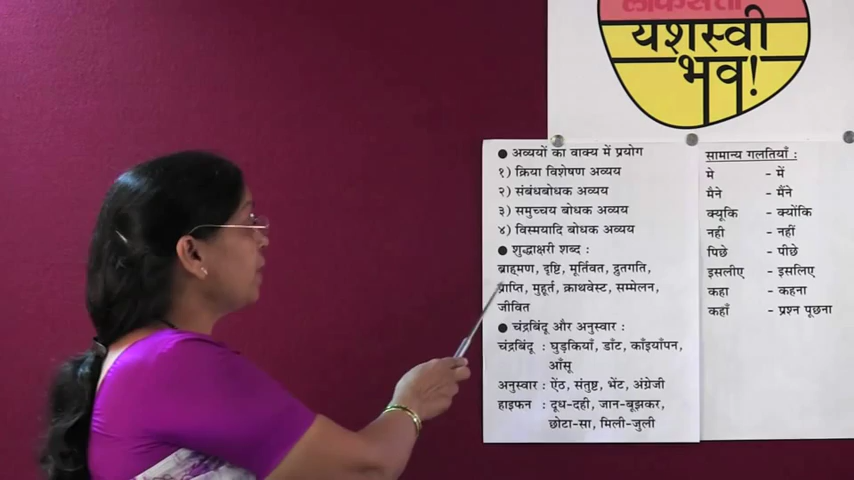 लोकसत्ता
यशस्वी
भव!
● अव्ययों का वाक्य में प्रयोग
१) क्रिया विशेषण अव्यय
२) संबंधबोधक अव्यय
३) समुच्चय बोधक अव्यय
४) विस्मयादि बोधक अव्यय
● शुद्धाक्षरी शब्द :
ब्राह्मण, दृष्टि, मूर्तिवत, द्रुतगति,
प्राप्ति, मुहूर्त, क्राथवेस्ट, सम्मेलन,
जीवित
● चंद्रबिंदू और अनुस्वार :
चंद्रबिंदू : घुड़कियाँ, डाँट, काँइयाँपन,
आँसू
अनुस्वार : ऐंठ, संतुष्ट, भेंट, अंग्रेजी
हाइफन : दूध-दही, जान-बूझकर,
छोटा-सा, मिली-जुली
सामान्य गलतियाँ :
मे - में
मैने - मैंने
क्यूकि - क्योंकि
नही - नहीं
पिछे - पीछे
इसलीए - इसलिए
कहा - कहना
कहाँ - प्रश्न पूछना